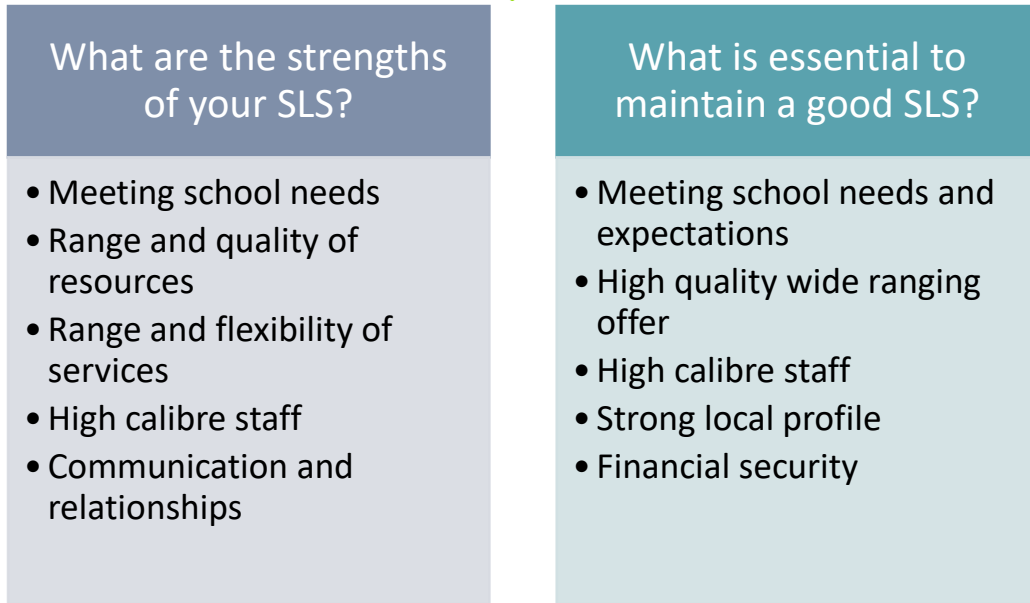 What are the strengths
of your SLS?
• Meeting school needs
• Range and quality of
resources
• Range and flexibility of
services
• High calibre staff
• Communication and
relationships
What is essential to
maintain a good SLS?
• Meeting school needs and
expectations
• High quality wide ranging
offer
• High calibre staff
• Strong local profile
• Financial security